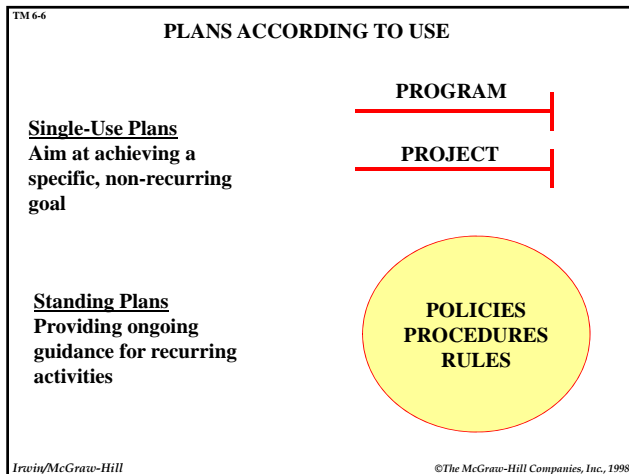 TM 6-6
PLANS ACCORDING TO USE
PROGRAM
Single-Use Plans
Aim at achieving a
specific, non-recurring
goal
PROJECT
Standing Plans
Providing ongoing
guidance for recurring
activities
POLICIES
PROCEDURES
RULES
Irwin/McGraw-Hill
©The McGraw-Hill Companies, Inc., 1998